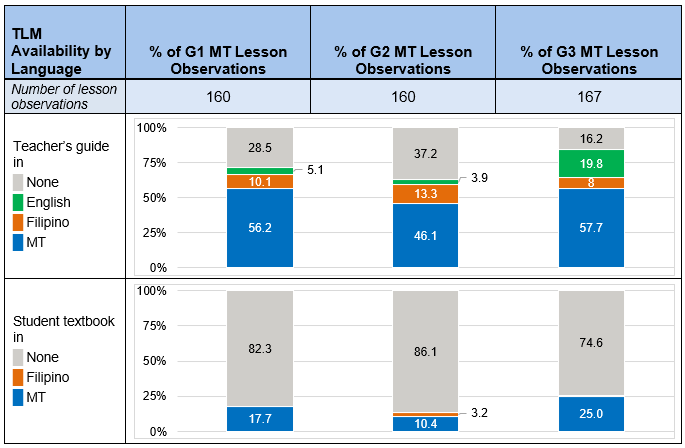 TLM
Availability by
Language
% of G1 MT Lesson
Observations
% of G2 MT Lesson
Observations
% of G3 MT Lesson
Observations
Number of lesson
observations
160
160
167
Teacher's guide
in
None
English
Filipino
MT
100%
75%
50%
25%
0%
28.5
5.1
10.1
56.2
37.2
3.9
13.3
46.1
16.2
19.8
8
57.7
Student textbook
in
None
Filipino
MT
100%
75%
50%
25%
0%
82.3
17.7
86.1
3.2
10.4
74.6
25.0